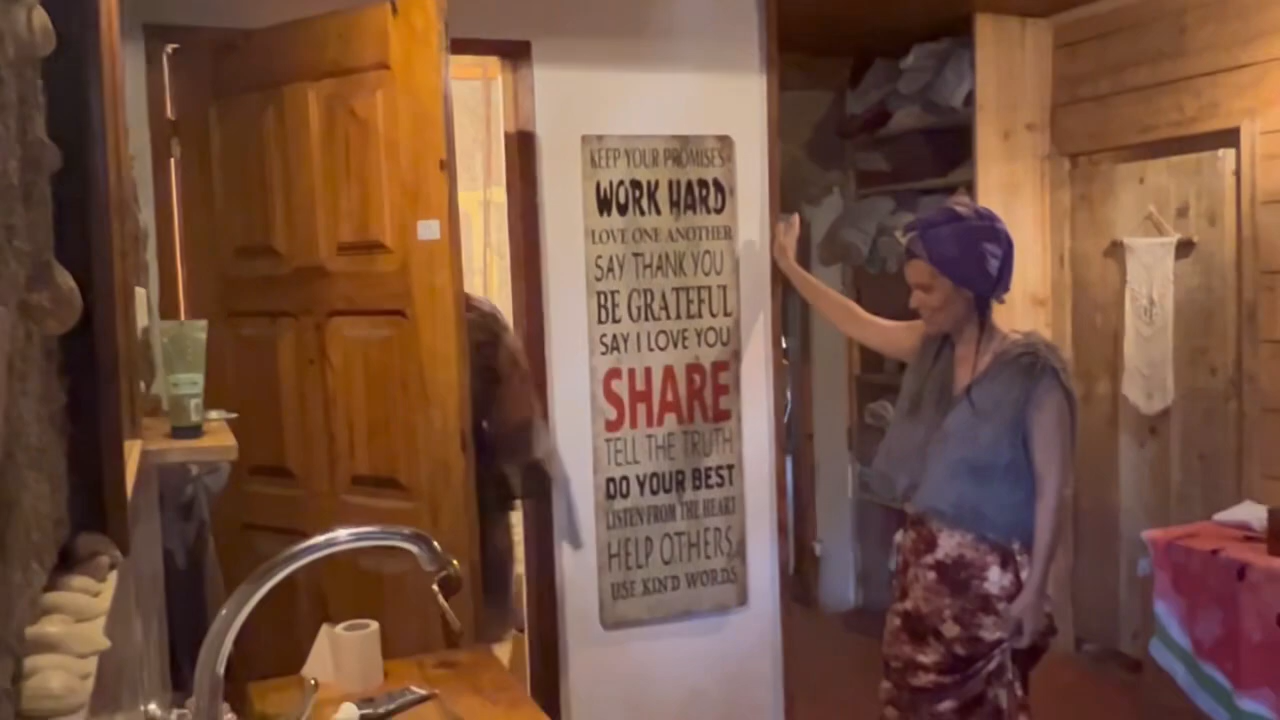 KEEP YOUR PROMISES
WORK HARD
LOVE ONE ANOTHER
SAY THANK YOU
BE GRATEFUL
SAY I LOVE YOU
SHARE
TELL THE TRUTH
DO YOUR BEST
LISTEN FROM THE HEART
HELP OTHERS
USE KIND WORDS